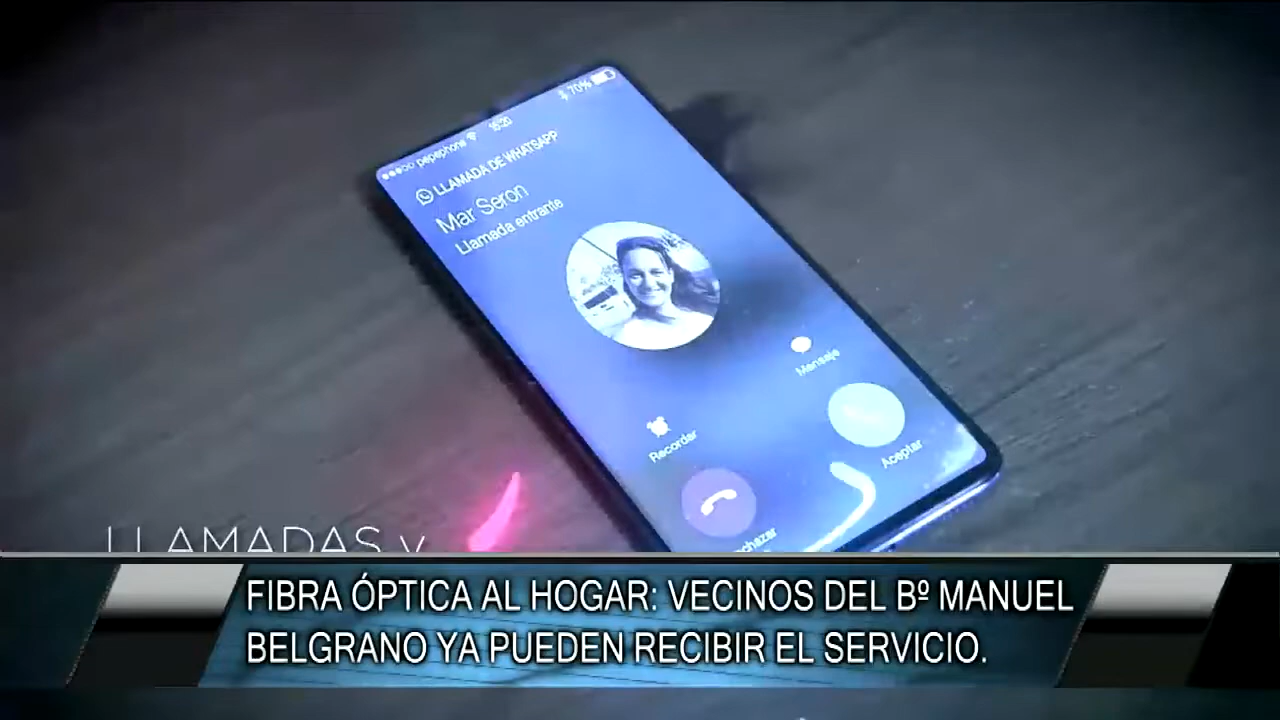 pepephone 16:20 70%
LLAMADA DE WHATSAPP
Mar Seron
Llamada entrante
Mensaje
Recordar
Aceptar
LLAMADAS y
FIBRA ÓPTICA AL HOGAR: VECINOS DEL Bº MANUEL
BELGRANO YA PUEDEN RECIBIR EL SERVICIO.